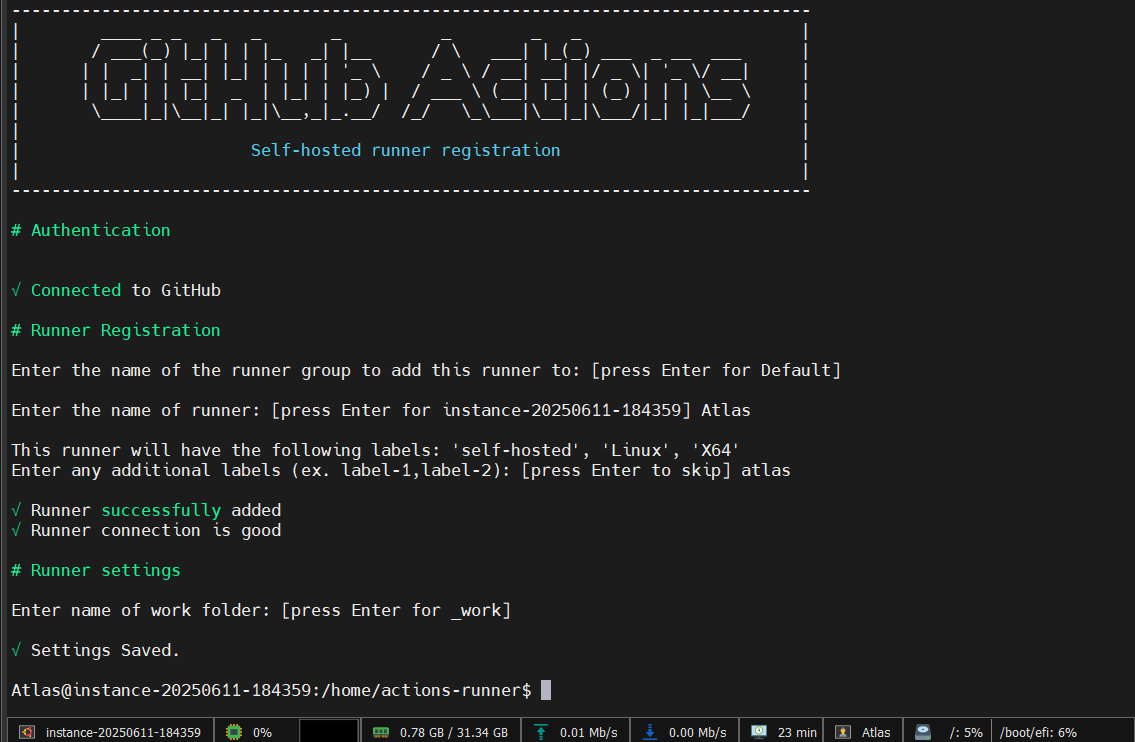 --------------------------------------------------------------------------------
GitHub Actions
Self-hosted runner registration
--------------------------------------------------------------------------------
# Authentication
√ Connected to GitHub
# Runner Registration
Enter the name of the runner group to add this runner to: [press Enter for Default]
Enter the name of runner: [press Enter for instance-20250611-184359] Atlas
This runner will have the following labels: 'self-hosted', 'Linux', 'X64'
Enter any additional labels (ex. label-1,label-2): [press Enter to skip] atlas
√ Runner successfully added
√ Runner connection is good
# Runner settings
Enter name of work folder: [press Enter for _work]
√ Settings Saved.
Atlas@instance-20250611-184359:/home/actions-runner$
instance-20250611-184359 0% 0.78 GB / 31.34 GB 0.01 Mb/s 0.00 Mb/s 23 min Atlas /: 5% /boot/efi: 6%